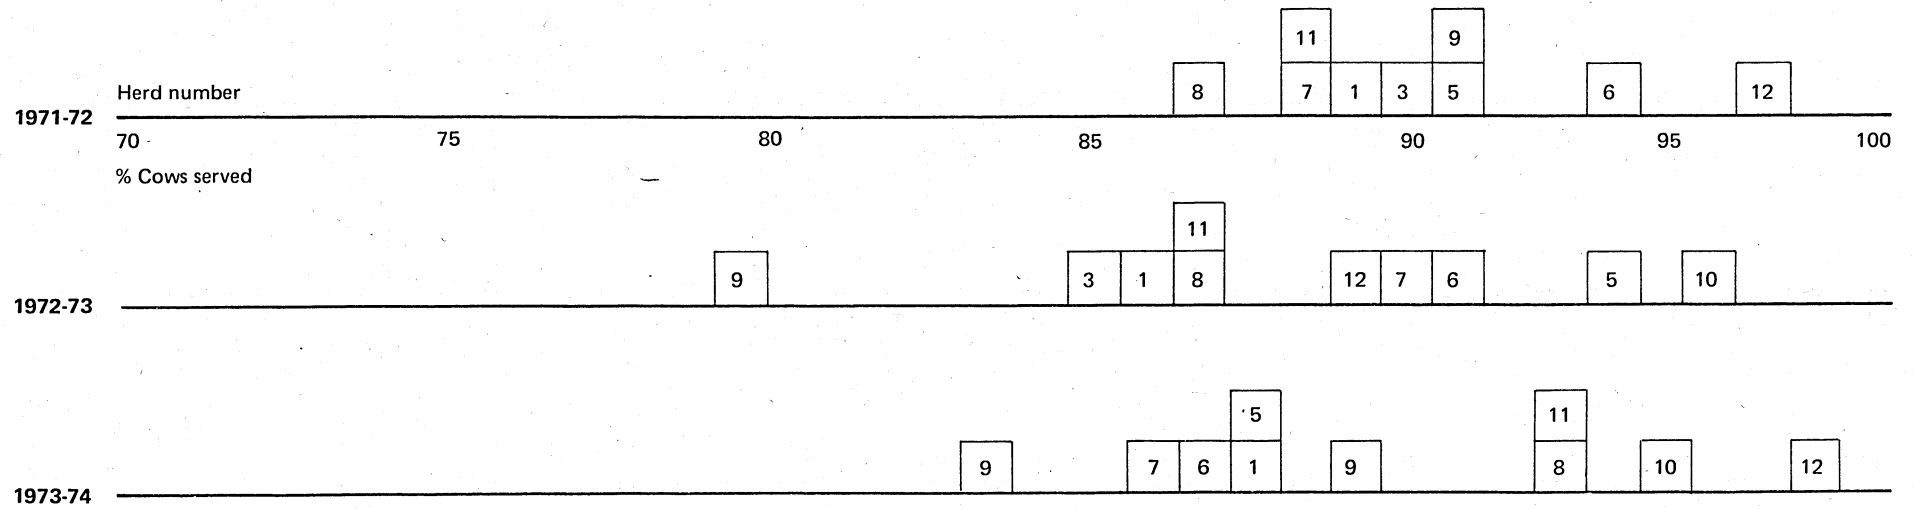 11 9
Herd number 8 7 1 3 5 6 12
1971-72
70 75 80 85 90 95 100
% Cows served
11
9 3 1 8 12 7 6 5 10
1972-73
5 11
9 7 6 1 9 8 10 12
1973-74